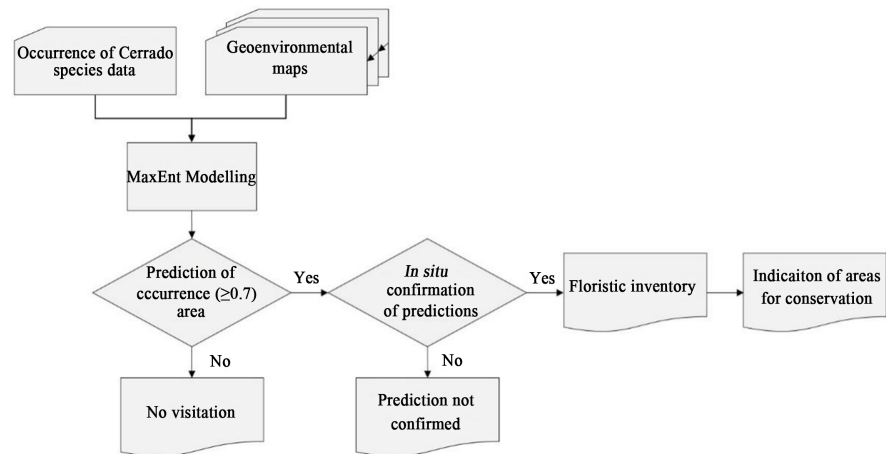 Occurrence of Cerrado
species data
Geoenvironmental
maps
MaxEnt Modelling
Prediction of
cccurrence (≥0.7)
area
Yes
In situ
confirmation
of predictions
Yes
Floristic inventory
Indicaiton of areas
for conservation
No
No
No visitation
Prediction not
confirmed